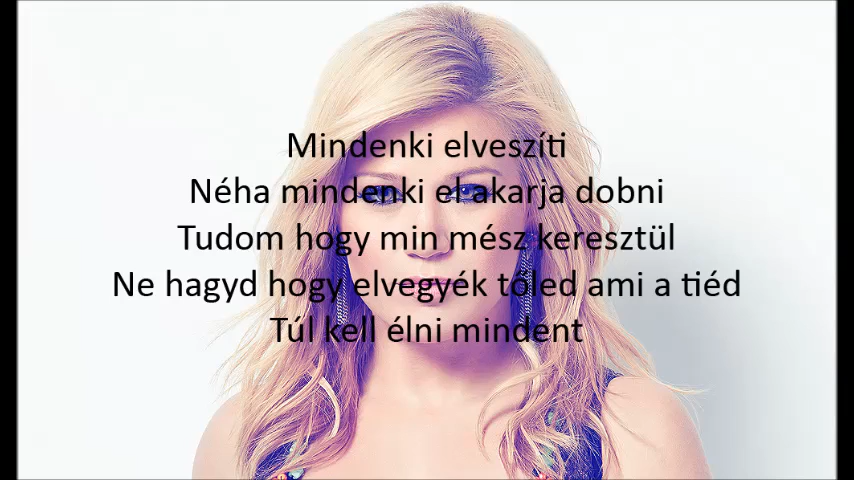 Mindenki elveszíti
Néha mindenki el akarja dobni
Tudom hogy min mész keresztül
Ne hagyd hogy elvegyék tőled ami a tiéd
Túl kell élni mindent